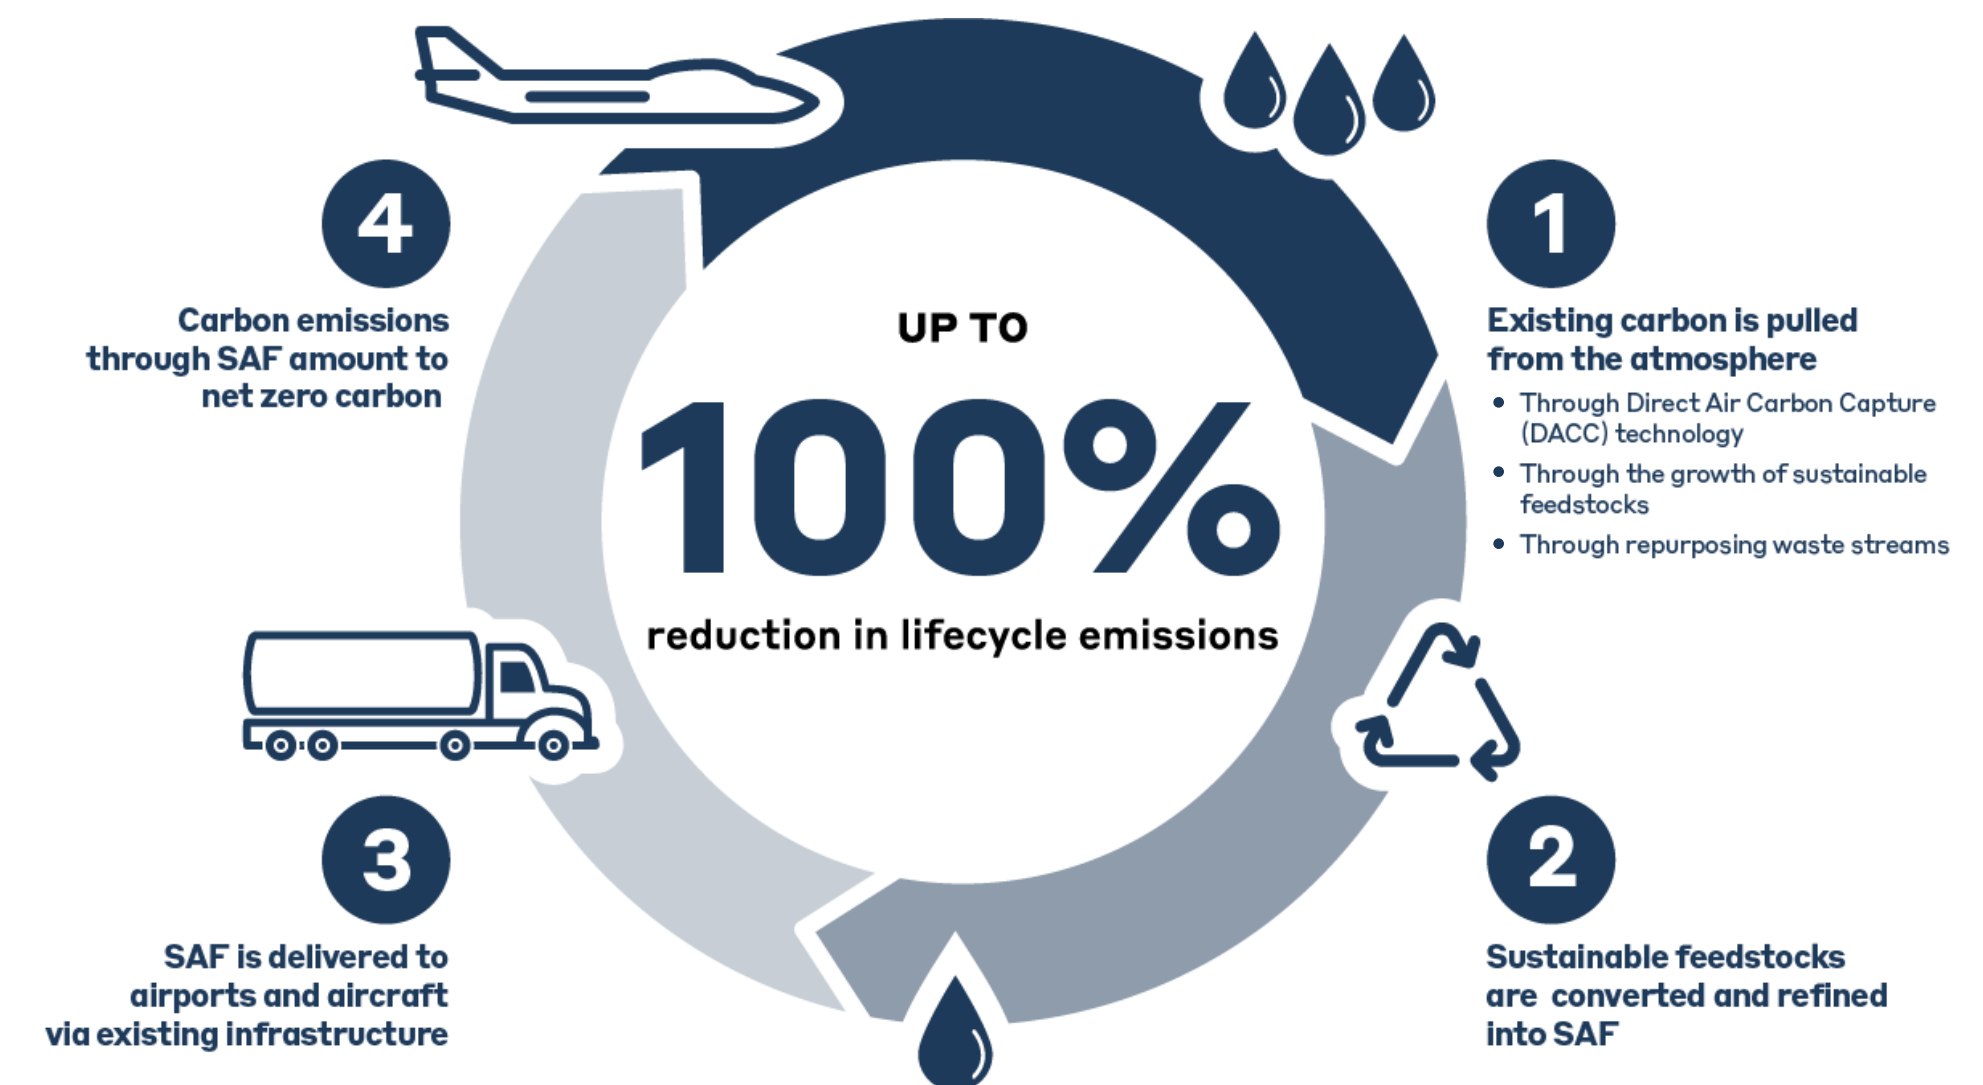 UP TO
100%
reduction in lifecycle emissions
1
Existing carbon is pulled
from the atmosphere
• Through Direct Air Carbon Capture
(DACC) technology
• Through the growth of sustainable
feedstocks
• Through repurposing waste streams
2
Sustainable feedstocks
are converted and refined
into SAF
3
SAF is delivered to
airports and aircraft
via existing infrastructure
4
Carbon emissions
through SAF amount to
net zero carbon